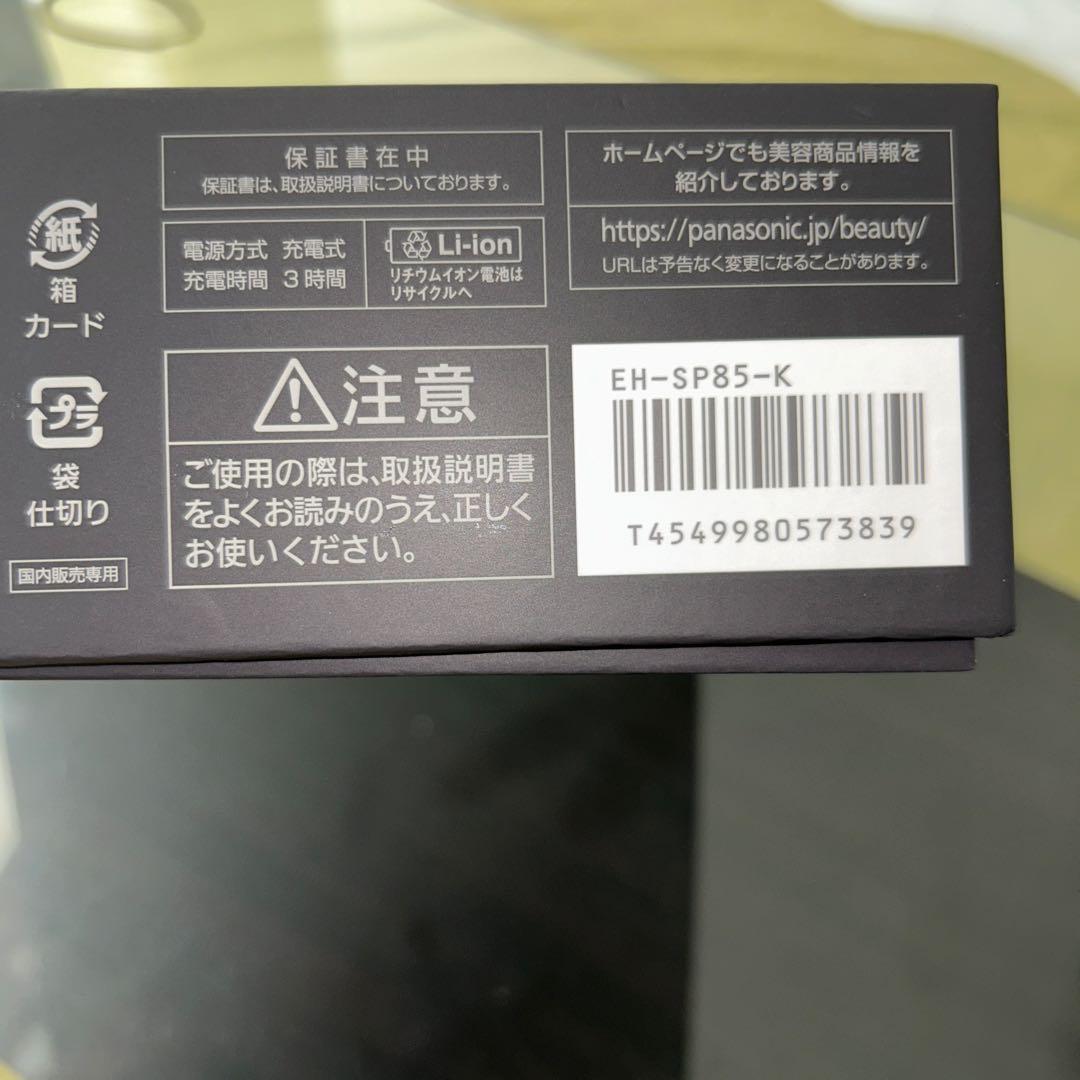 紙
箱
カード
プラ
袋
仕切り
国内販売専用
保証書在中
保証書は、取扱説明書についております。
電源方式 充電式
充電時間 3時間
Li-ion
リチウムイオン電池は
リサイクルへ
注意
ご使用の際は、取扱説明書
をよくお読みのうえ、正しく
お使いください。
ホームページでも美容商品情報を
紹介しております。
https://panasonic.jp/beauty/
URLは予告なく変更になることがあります。
EH-SP85-K
T4549980573839